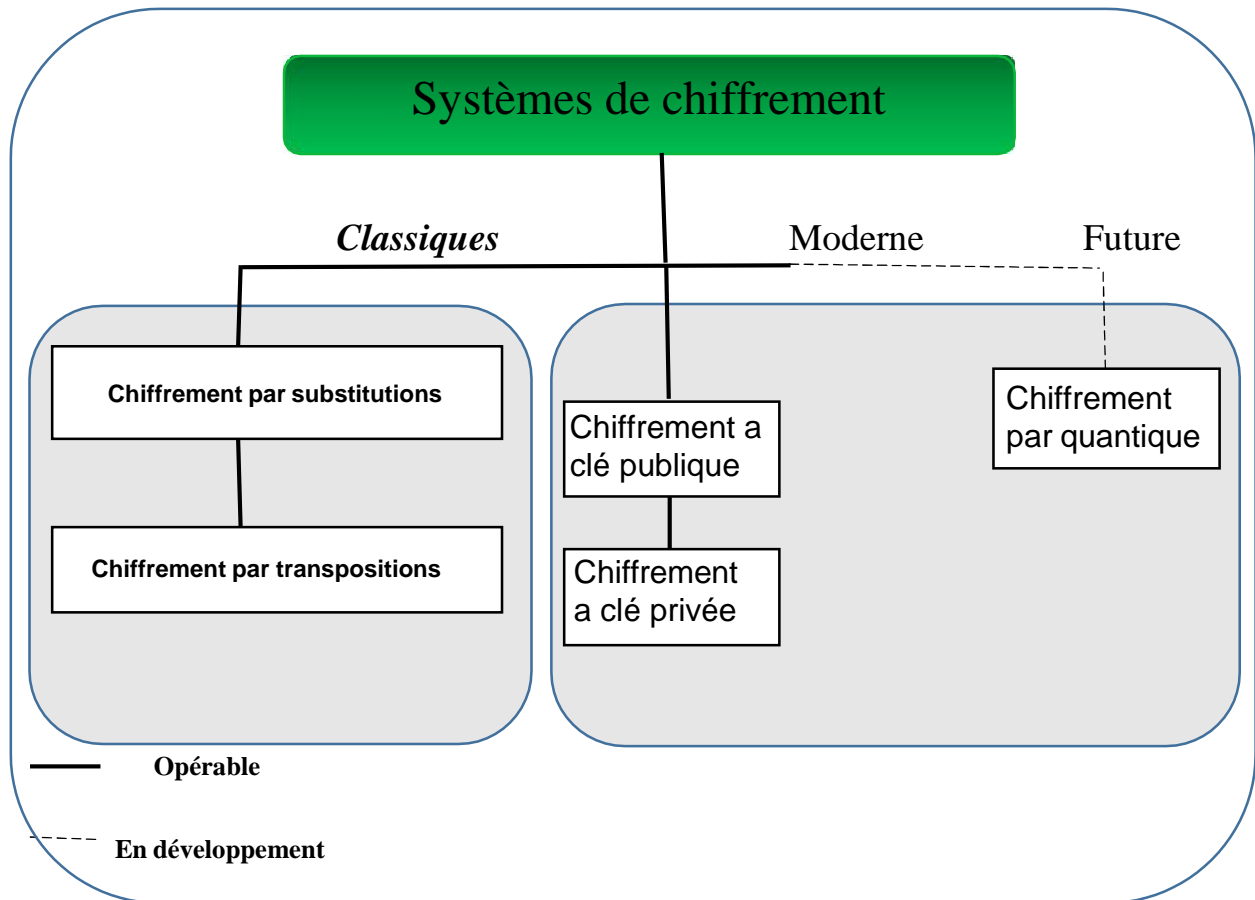 Systèmes de chiffrement
Classiques
Moderne
Future
Chiffrement par substitutions
Chiffrement par transpositions
Chiffrement a
clé publique
Chiffrement
a clé privée
Chiffrement
par quantique
Opérable
En développement